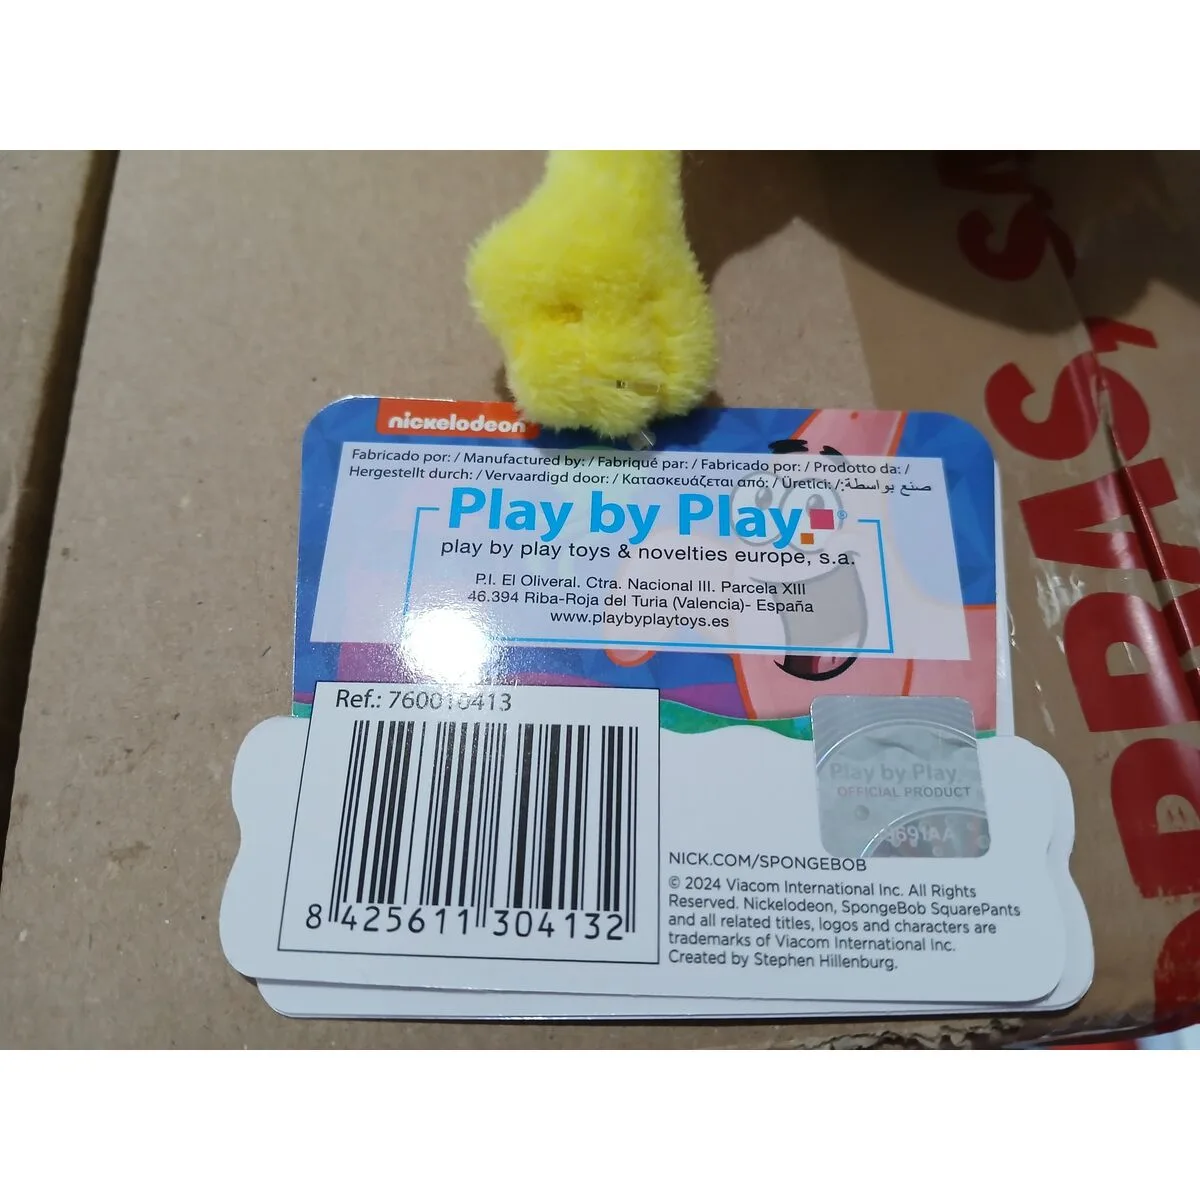 nickelodeon
Fabricado por: / Manufactured by: / Fabriqué par: / Fabricado por: / Prodotto da: /
Hergestellt durch: / Vervaardigd door: / Κατασκευάζεται από: / Üretici: / صنع بواسطة:
Play by Play
play by play toys & novelties europe, s.a.
P.I. El Oliveral. Ctra. Nacional III. Parcela XIII
46.394 Riba-Roja del Turia (Valencia)- España
www.playbyplaytoys.es
Ref.: 760010413
8 425611 304132
Play by Play
OFFICIAL PRODUCT
NICK.COM/SPONGEBOB
© 2024 Viacom International Inc. All Rights
Reserved. Nickelodeon, SpongeBob SquarePants
and all related titles, logos and characters are
trademarks of Viacom International Inc.
Created by Stephen Hillenburg.